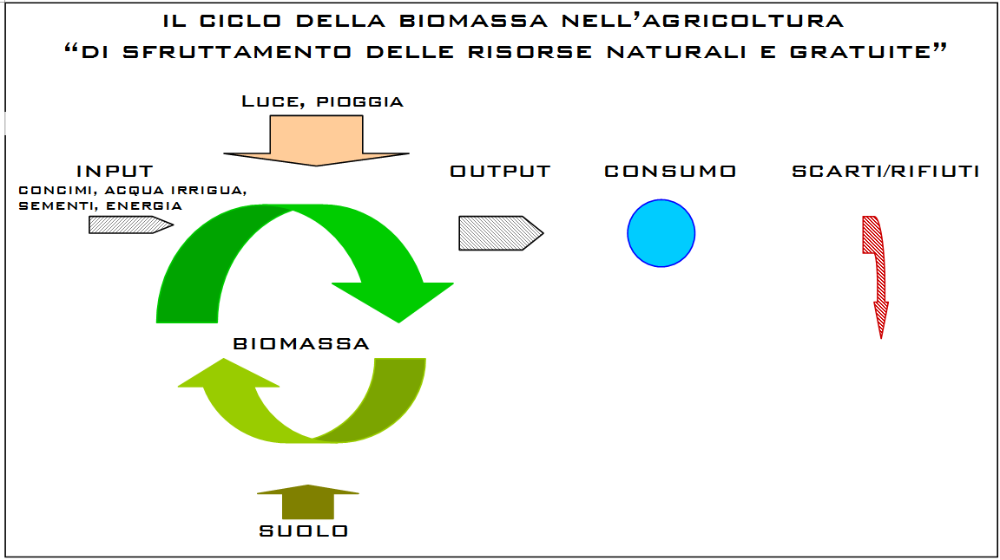 IL CICLO DELLA BIOMASSA NELL’AGRICOLTURA
“DI SFRUTTAMENTO DELLE RISORSE NATURALI E GRATUITE”
LUCE, PIOGGIA
INPUT
CONCIMI, ACQUA IRRIGUA,
SEMENTI, ENERGIA
OUTPUT
CONSUMO
SCARTI/RIFIUTI
BIOMASSA
SUOLO